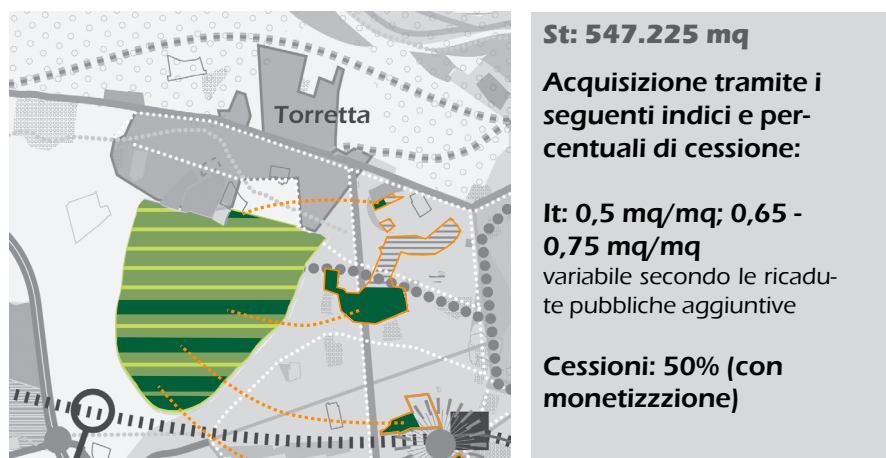 Torretta
St: 547.225 mq
Acquisizione tramite i
seguenti indici e per-
centuali di cessione:
It: 0,5 mq/mq; 0,65 -
0,75 mq/mq
variabile secondo le ricadu-
te pubbliche aggiuntive
Cessioni: 50% (con
monetizzzione)